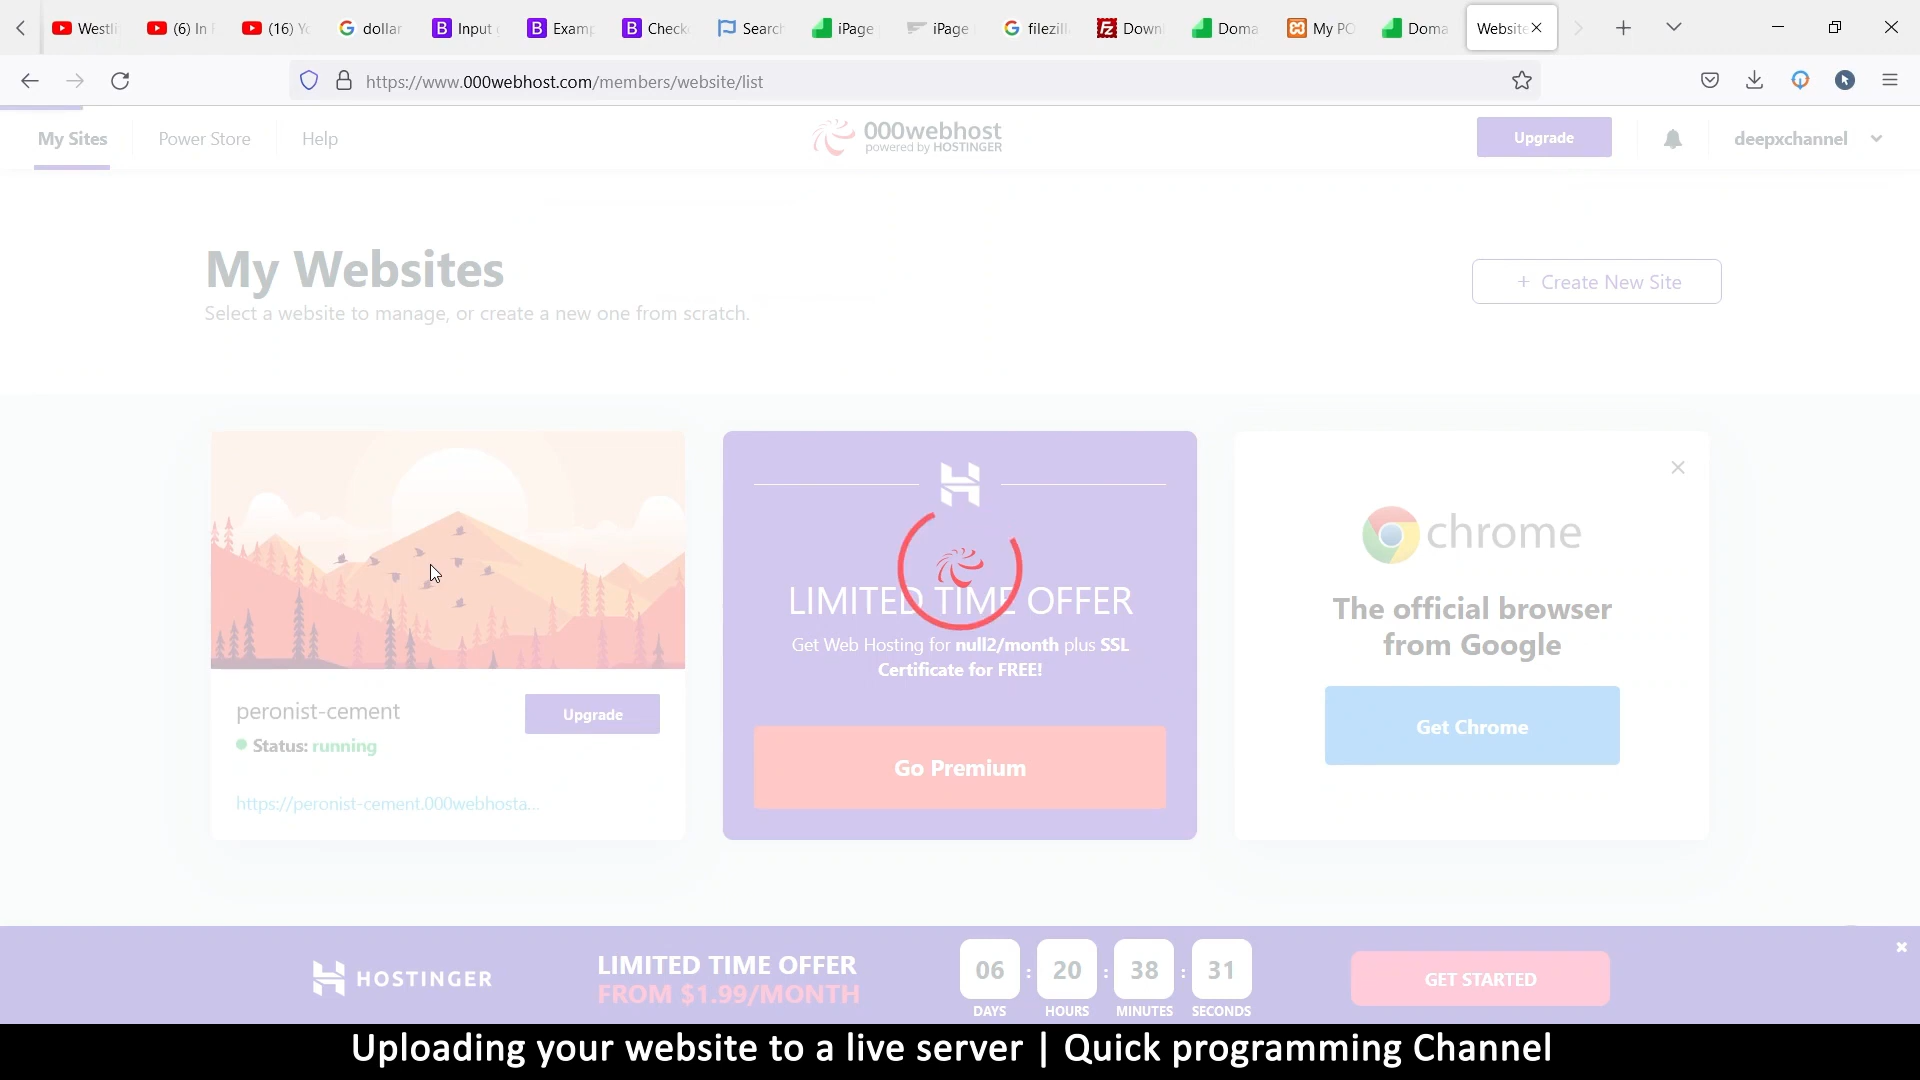 Westli
(6) In
(16) Yo
dollar
Input g
Examp
Check
Search
iPage
iPage
filezill
Downl
Doma
My PO
Doma
Website
https://www.000webhost.com/members/website/list
My Sites
Power Store
Help
000webhost
powered by HOSTINGER
Upgrade
deepxchannel
My Websites
Select a website to manage, or create a new one from scratch.
+ Create New Site
LIMITED TIME OFFER
Get Web Hosting for null2/month plus SSL
Certificate for FREE!
Go Premium
chrome
The official browser
from Google
Get Chrome
peronist-cement
Upgrade
Status: running
https://peronist-cement.000webhosta...
HOSTINGER
LIMITED TIME OFFER
FROM $1.99/MONTH
06 : 20 : 38 : 31
DAYS HOURS MINUTES SECONDS
GET STARTED
Uploading your website to a live server | Quick programming Channel